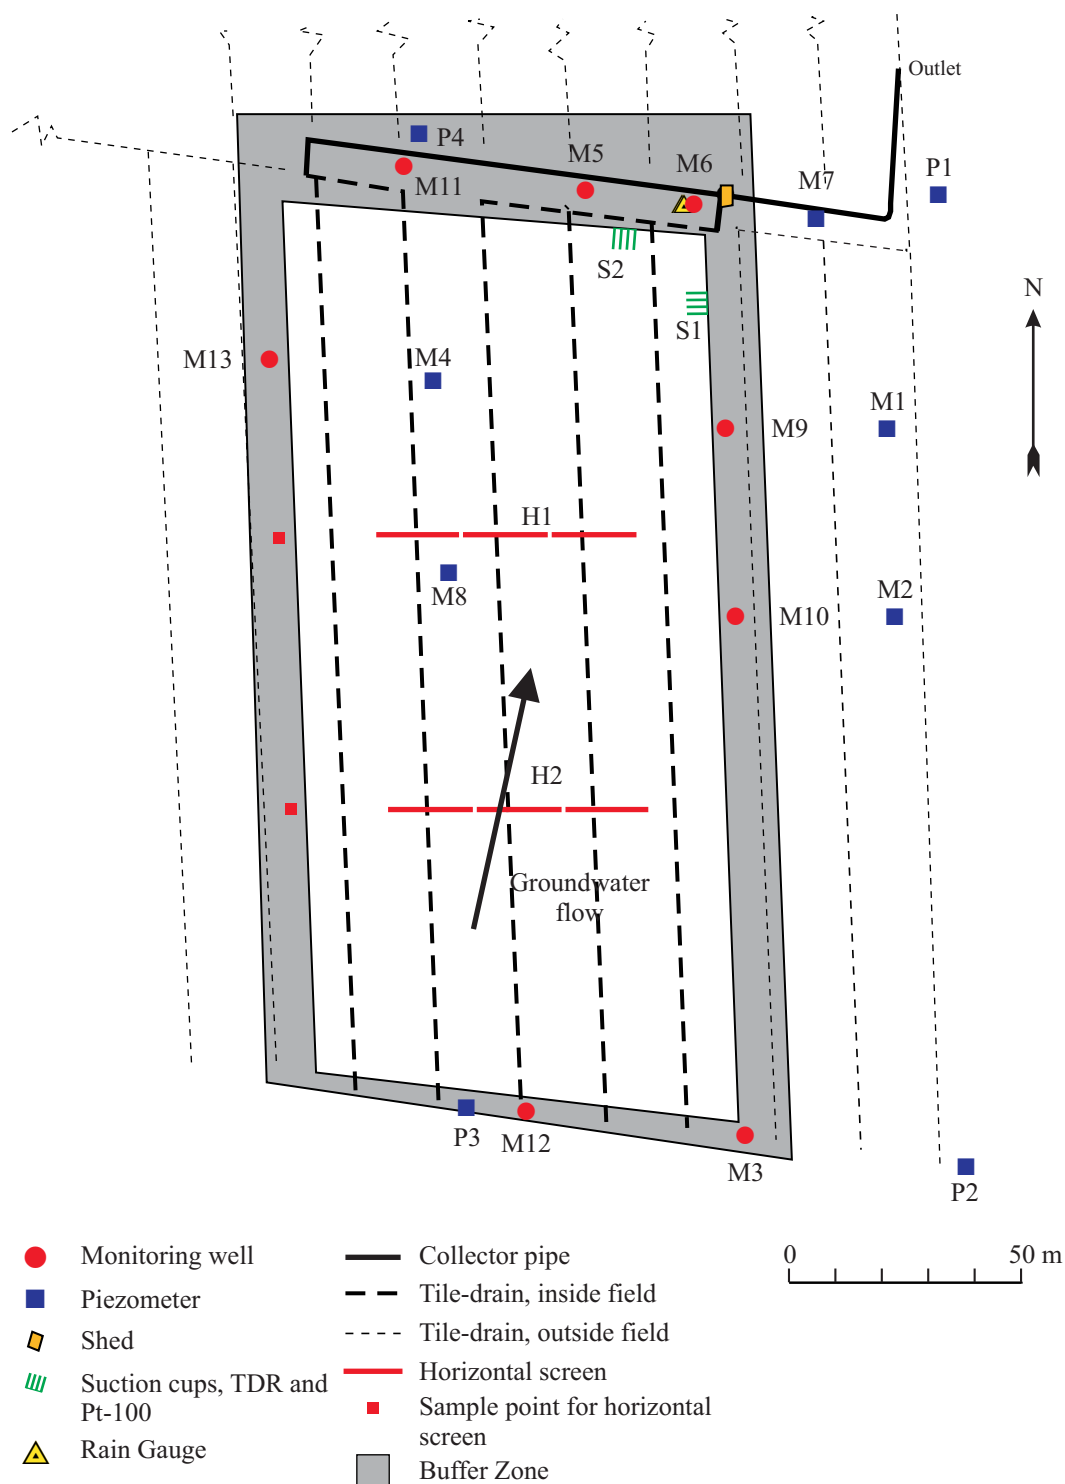 Outlet
P4
M5
M6
M7
P1
M11
S2
N
S1
M13
M4
M1
M9
H1
M8
M2
M10
H2
Groundwater
flow
P3
M12
M3
P2
Monitoring well
Piezometer
Shed
Suction cups, TDR and
Pt-100
Rain Gauge
Collector pipe
Tile-drain, inside field
Tile-drain, outside field
Horizontal screen
Sample point for horizontal
screen
Buffer Zone
0 50 m